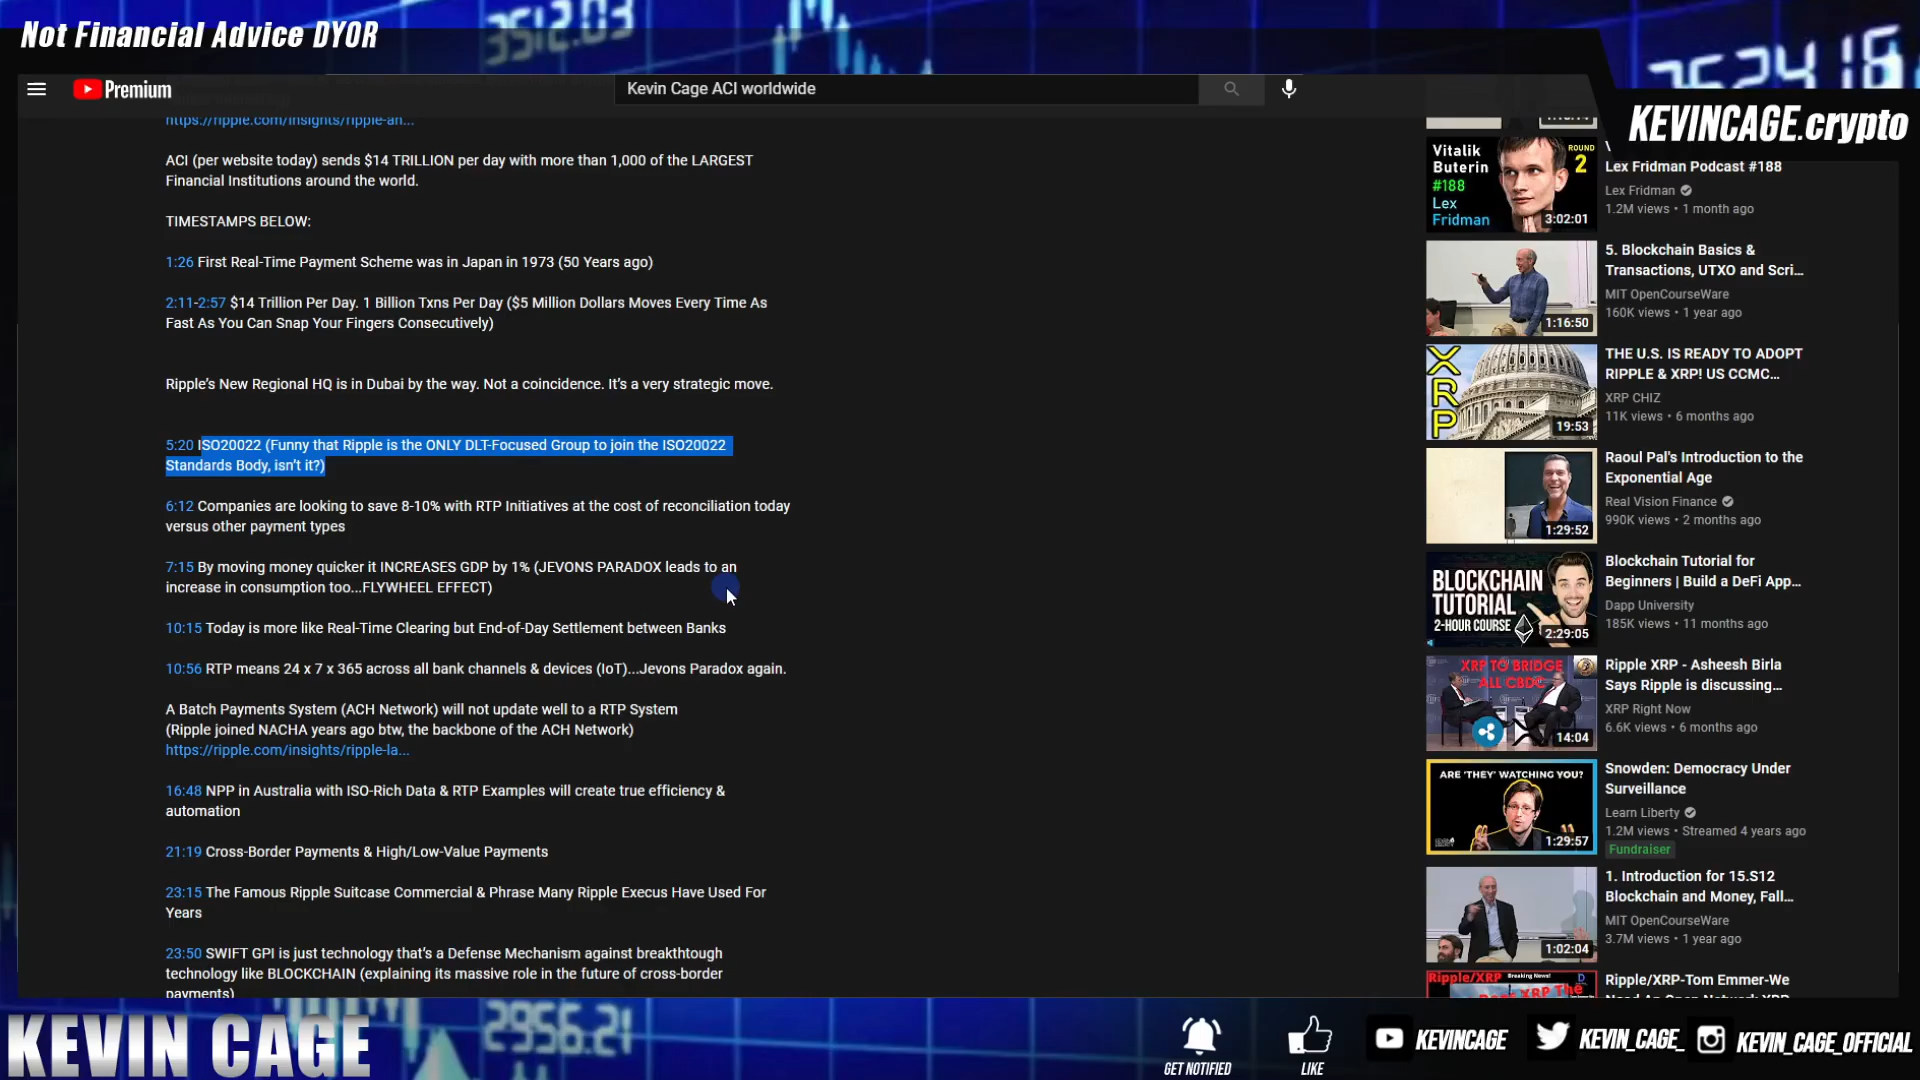 3512.03
Not Financial Advice DYOR
Premium
Kevin Cage ACI worldwide
KEVINCAGE.crypto
https://ripple.com/insights/ripple-an...
ACI (per website today) sends $14 TRILLION per day with more than 1,000 of the LARGEST
Financial Institutions around the world.
TIMESTAMPS BELOW:
1:26 First Real-Time Payment Scheme was in Japan in 1973 (50 Years ago)
2:11-2:57 $14 Trillion Per Day. 1 Billion Txns Per Day ($5 Million Dollars Moves Every Time As
Fast As You Can Snap Your Fingers Consecutively)
Ripple's New Regional HQ is in Dubai by the way. Not a coincidence. It's a very strategic move.
5:20 ISO20022 (Funny that Ripple is the ONLY DLT-Focused Group to join the ISO20022
Standards Body, isn't it?)
6:12 Companies are looking to save 8-10% with RTP Initiatives at the cost of reconciliation today
versus other payment types
7:15 By moving money quicker it INCREASES GDP by 1% (JEVONS PARADOX leads to an
increase in consumption too...FLYWHEEL EFFECT)
10:15 Today is more like Real-Time Clearing but End-of-Day Settlement between Banks
10:56 RTP means 24 x 7 x 365 across all bank channels & devices (IoT)...Jevons Paradox again.
A Batch Payments System (ACH Network) will not update well to a RTP System
(Ripple joined NACHA years ago btw, the backbone of the ACH Network)
https://ripple.com/insights/ripple-la...
16:48 NPP in Australia with ISO-Rich Data & RTP Examples will create true efficiency &
automation
21:19 Cross-Border Payments & High/Low-Value Payments
23:15 The Famous Ripple Suitcase Commercial & Phrase Many Ripple Execus Have Used For
Years
23:50 SWIFT GPI is just technology that's a Defense Mechanism against breakthrough
technology like BLOCKCHAIN (explaining its massive role in the future of cross-border
payments)
Vitalik
Buterin
#188
Lex
Fridman
ROUND
2
3:02:01
Lex Fridman Podcast #188
Lex Fridman
1.2M views • 1 month ago
1:16:50
5. Blockchain Basics &
Transactions, UTXO and Scri...
MIT OpenCourseWare
160K views • 1 year ago
XRP
19:53
THE U.S. IS READY TO ADOPT
RIPPLE & XRP! US CCMC...
XRP CHIZ
11K views • 6 months ago
1:29:52
Raoul Pal's Introduction to the
Exponential Age
Real Vision Finance
990K views • 2 months ago
BLOCKCHAIN
TUTORIAL
2-HOUR COURSE
2:29:05
Blockchain Tutorial for
Beginners | Build a DeFi App...
Dapp University
185K views • 11 months ago
XRP TO BRIDGE
ALL CBDC
14:04
Ripple XRP - Asheesh Birla
Says Ripple is discussing...
XRP Right Now
6.6K views • 6 months ago
ARE 'THEY' WATCHING YOU?
1:29:57
Snowden: Democracy Under
Surveillance
Learn Liberty
1.2M views • Streamed 4 years ago
Fundraiser
1:02:04
1. Introduction for 15.S12
Blockchain and Money, Fall...
MIT OpenCourseWare
3.7M views • 1 year ago
Ripple/XRP
Breaking News!
Ripple/XRP-Tom Emmer-We
KEVIN CAGE
2956.21
GET NOTIFIED
LIKE
KEVINCAGE
KEVIN_CAGE_
KEVIN_CAGE_OFFICIAL